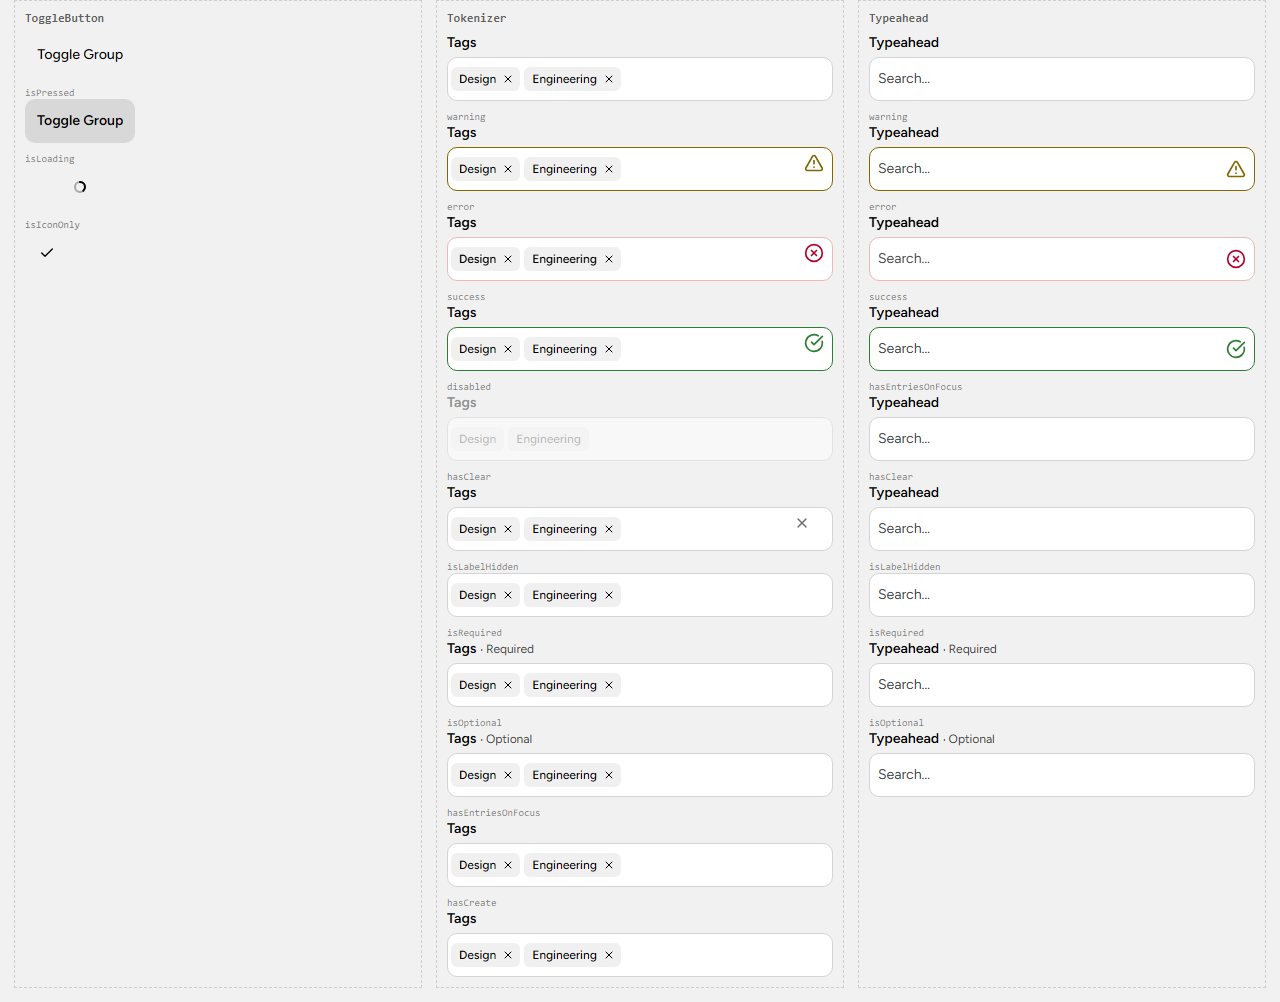 ToggleButton
Toggle Group
isPressed
Toggle Group
isLoading
isIconOnly
Tokenizer
Tags
Design Engineering
warning
Tags
Design Engineering
error
Tags
Design Engineering
success
Tags
Design Engineering
disabled
Tags
Design Engineering
hasClear
Tags
Design Engineering
isLabelHidden
Design Engineering
isRequired
Tags · Required
Design Engineering
isOptional
Tags · Optional
Design Engineering
hasEntriesOnFocus
Tags
Design Engineering
hasCreate
Tags
Design Engineering
Typeahead
Typeahead
Search...
warning
Typeahead
Search...
error
Typeahead
Search...
success
Typeahead
Search...
hasEntriesOnFocus
Typeahead
Search...
hasClear
Typeahead
Search...
isLabelHidden
Search...
isRequired
Typeahead · Required
Search...
isOptional
Typeahead · Optional
Search...